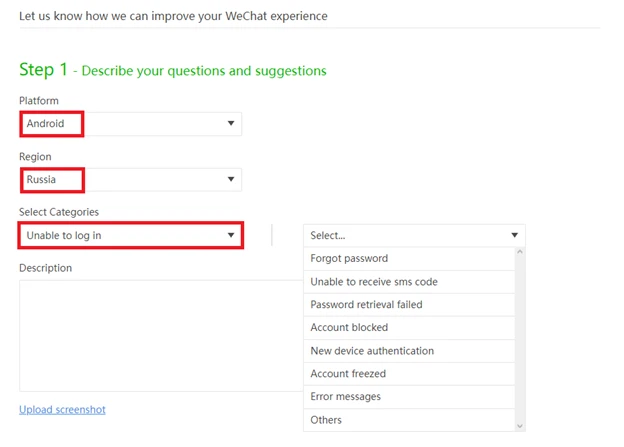 Let us know how we can improve your WeChat experience
Step 1 - Describe your questions and suggestions
Platform
Android
Region
Russia
Select Categories
Unable to log in
Select...
Forgot password
Unable to receive sms code
Password retrieval failed
Account blocked
New device authentication
Account freezed
Error messages
Others
Description
Upload screenshot